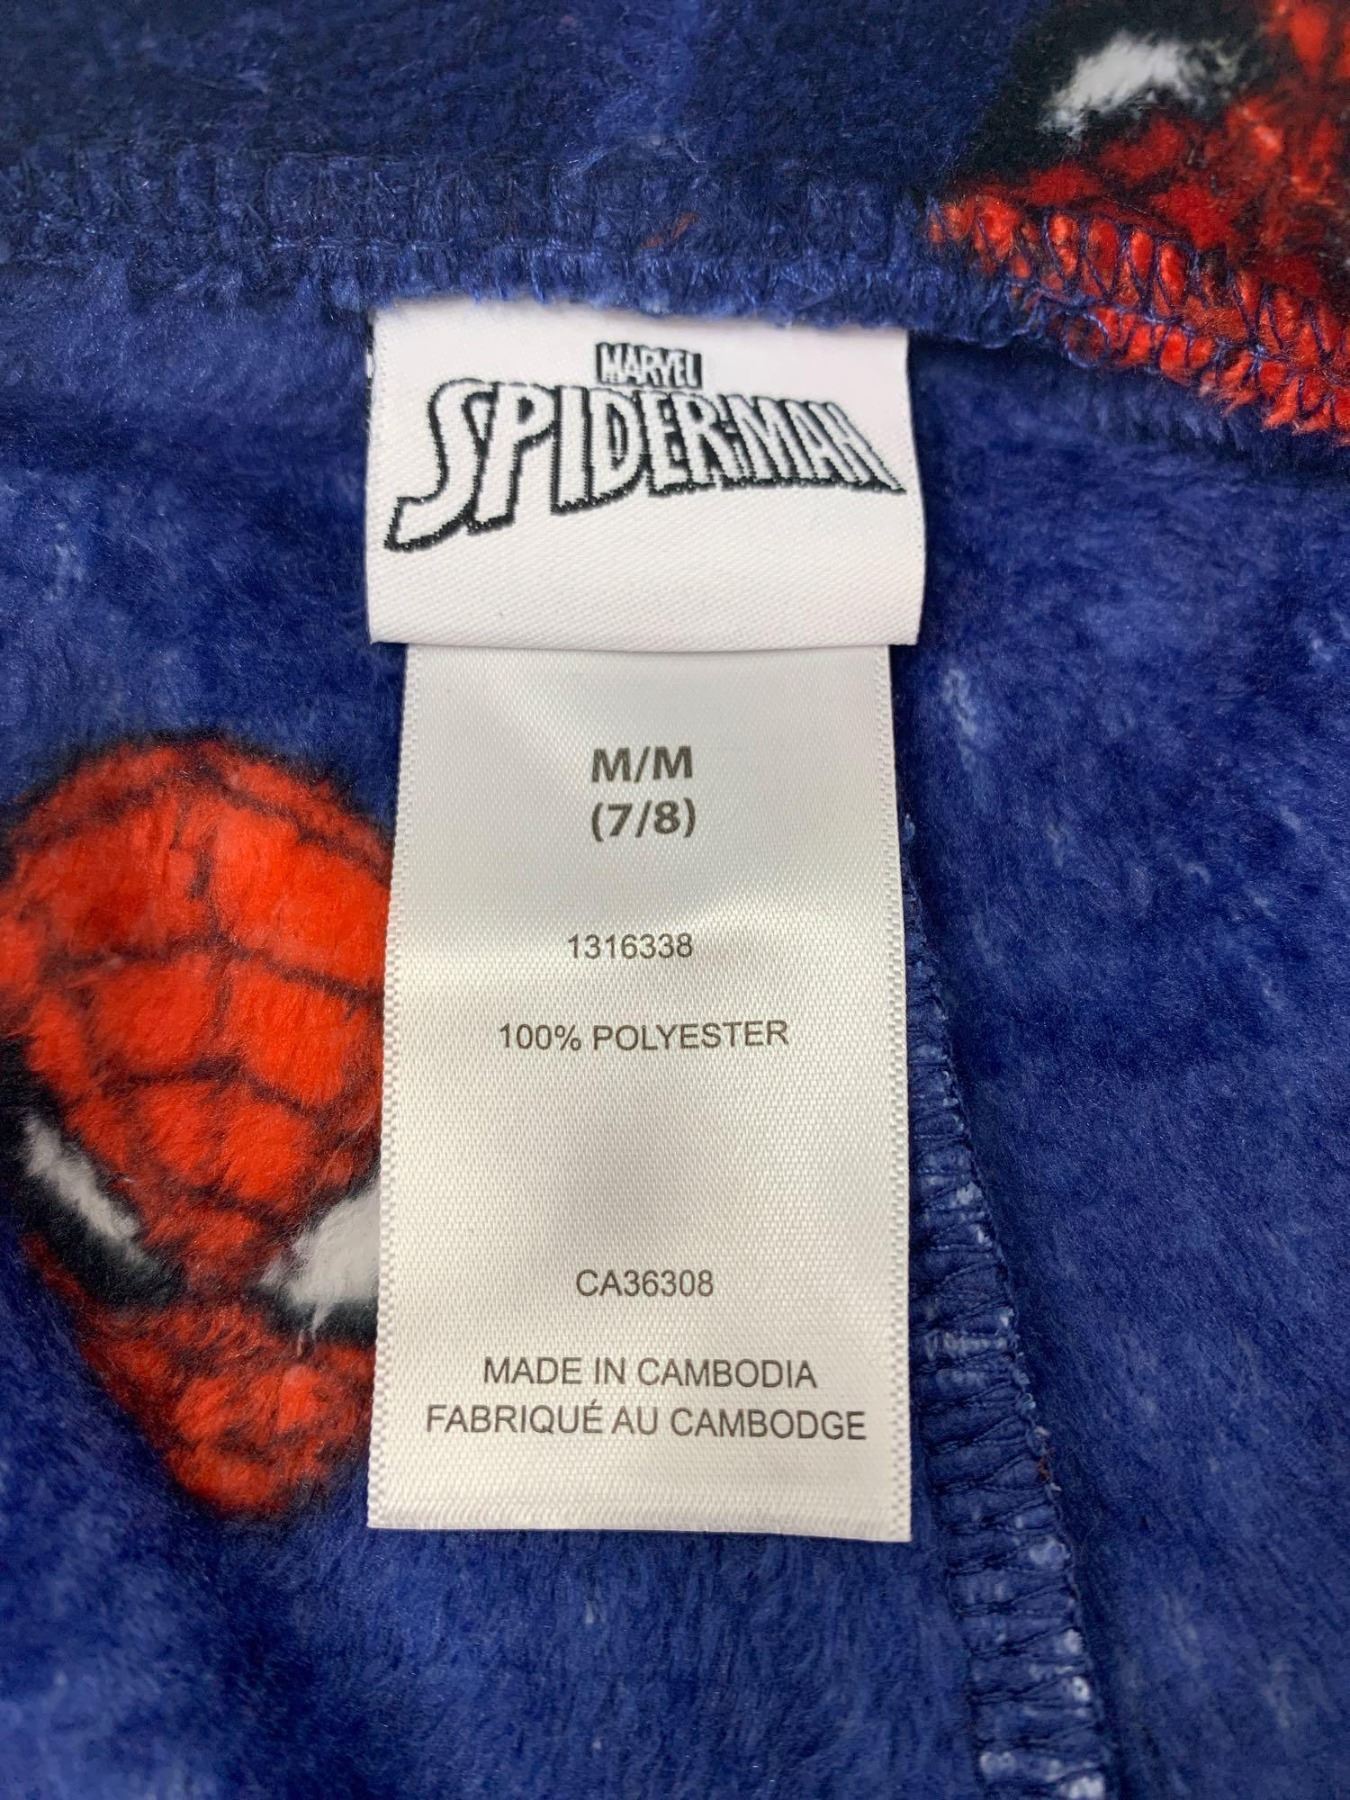 MARVEL
SPIDER-MAN
M/M
(7/8)
1316338
100% POLYESTER
CA36308
MADE IN CAMBODIA
FABRIQUÉ AU CAMBODGE